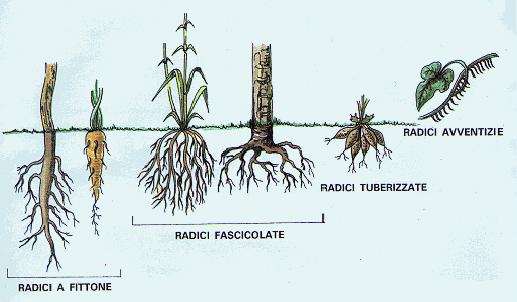 RADICI AVVENTIZIE
RADICI TUBERIZZATE
RADICI FASCICOLATE
RADICI A FITTONE